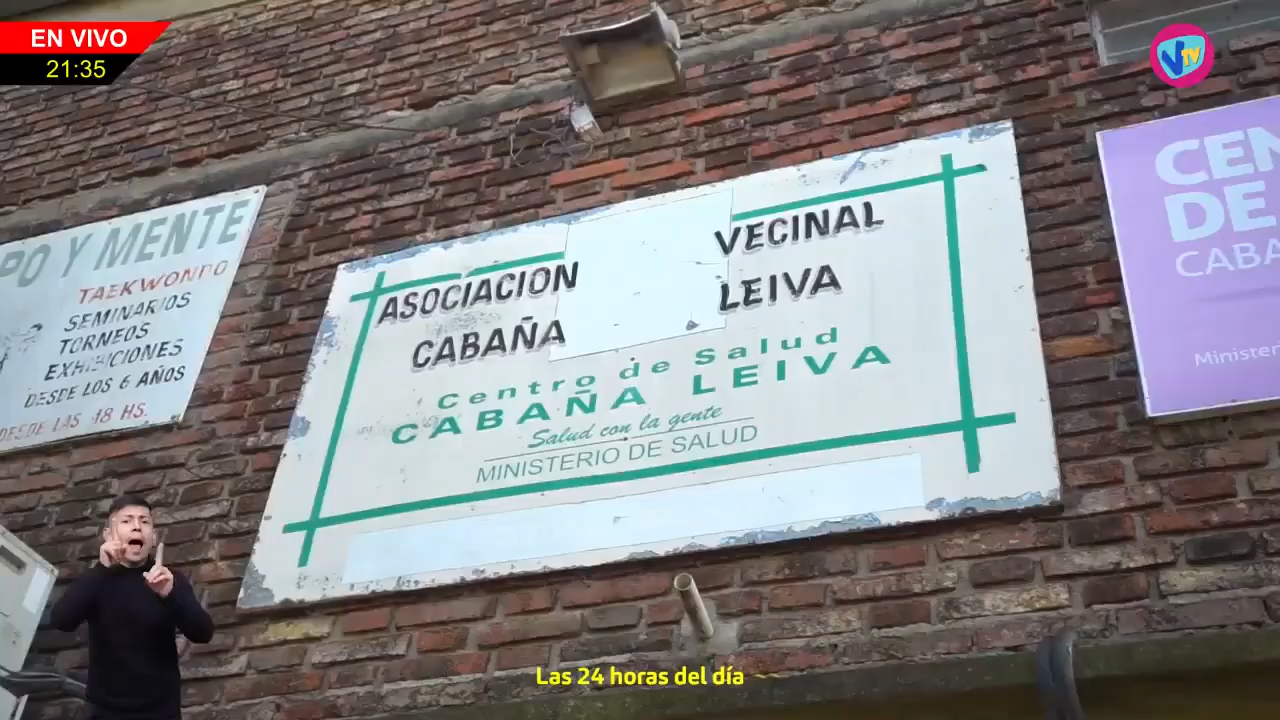 EN VIVO
21:35
VTV
PO Y MENTE
TAEKWONDO
SEMINARIOS
TORNEOS
EXHIBICIONES
DESDE LOS 6 AÑOS
DESDE LAS 18 HS.
ASOCIACION VECINAL
CABAÑA LEIVA
Centro de Salud
CABAÑA LEIVA
Salud con la gente
MINISTERIO DE SALUD
CEN
DE
CABA
Minister
Las 24 horas del día